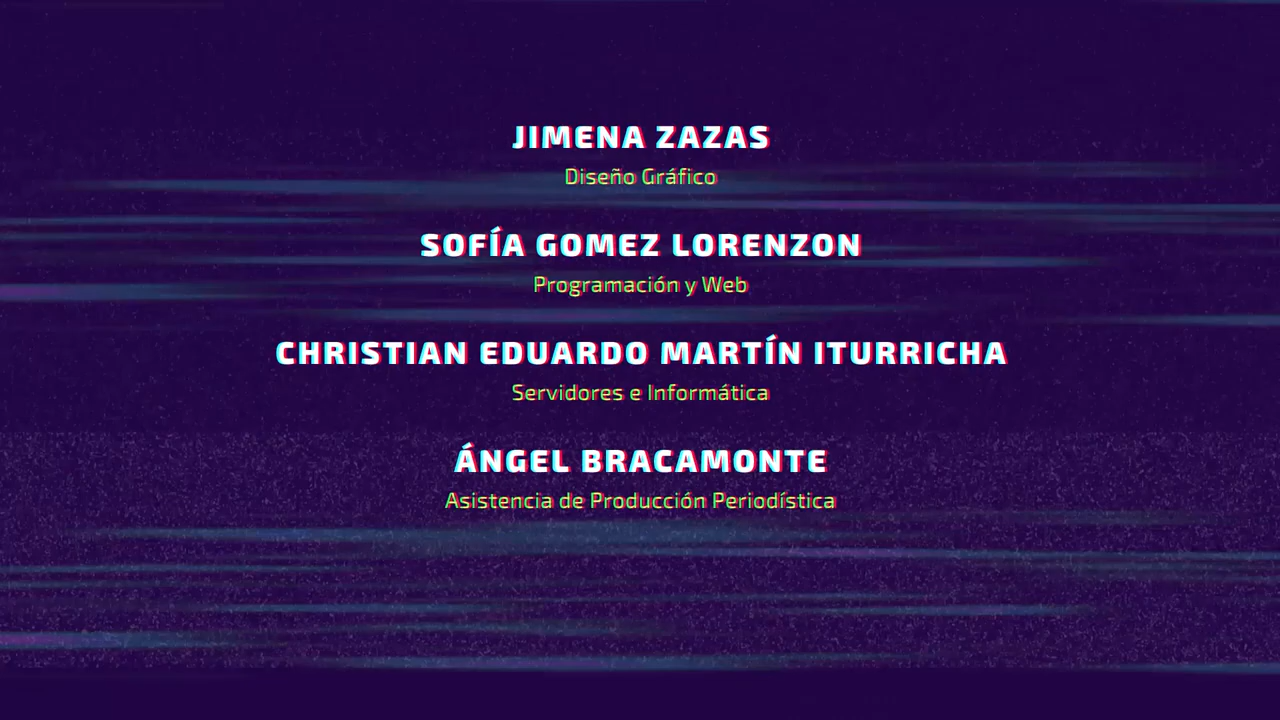 JIMENA ZAZAS
Diseño Gráfico
SOFÍA GOMEZ LORENZON
Programación y Web
CHRISTIAN EDUARDO MARTÍN ITURRICHA
Servidores e Informática
ÁNGEL BRACAMONTE
Asistencia de Producción Periodística